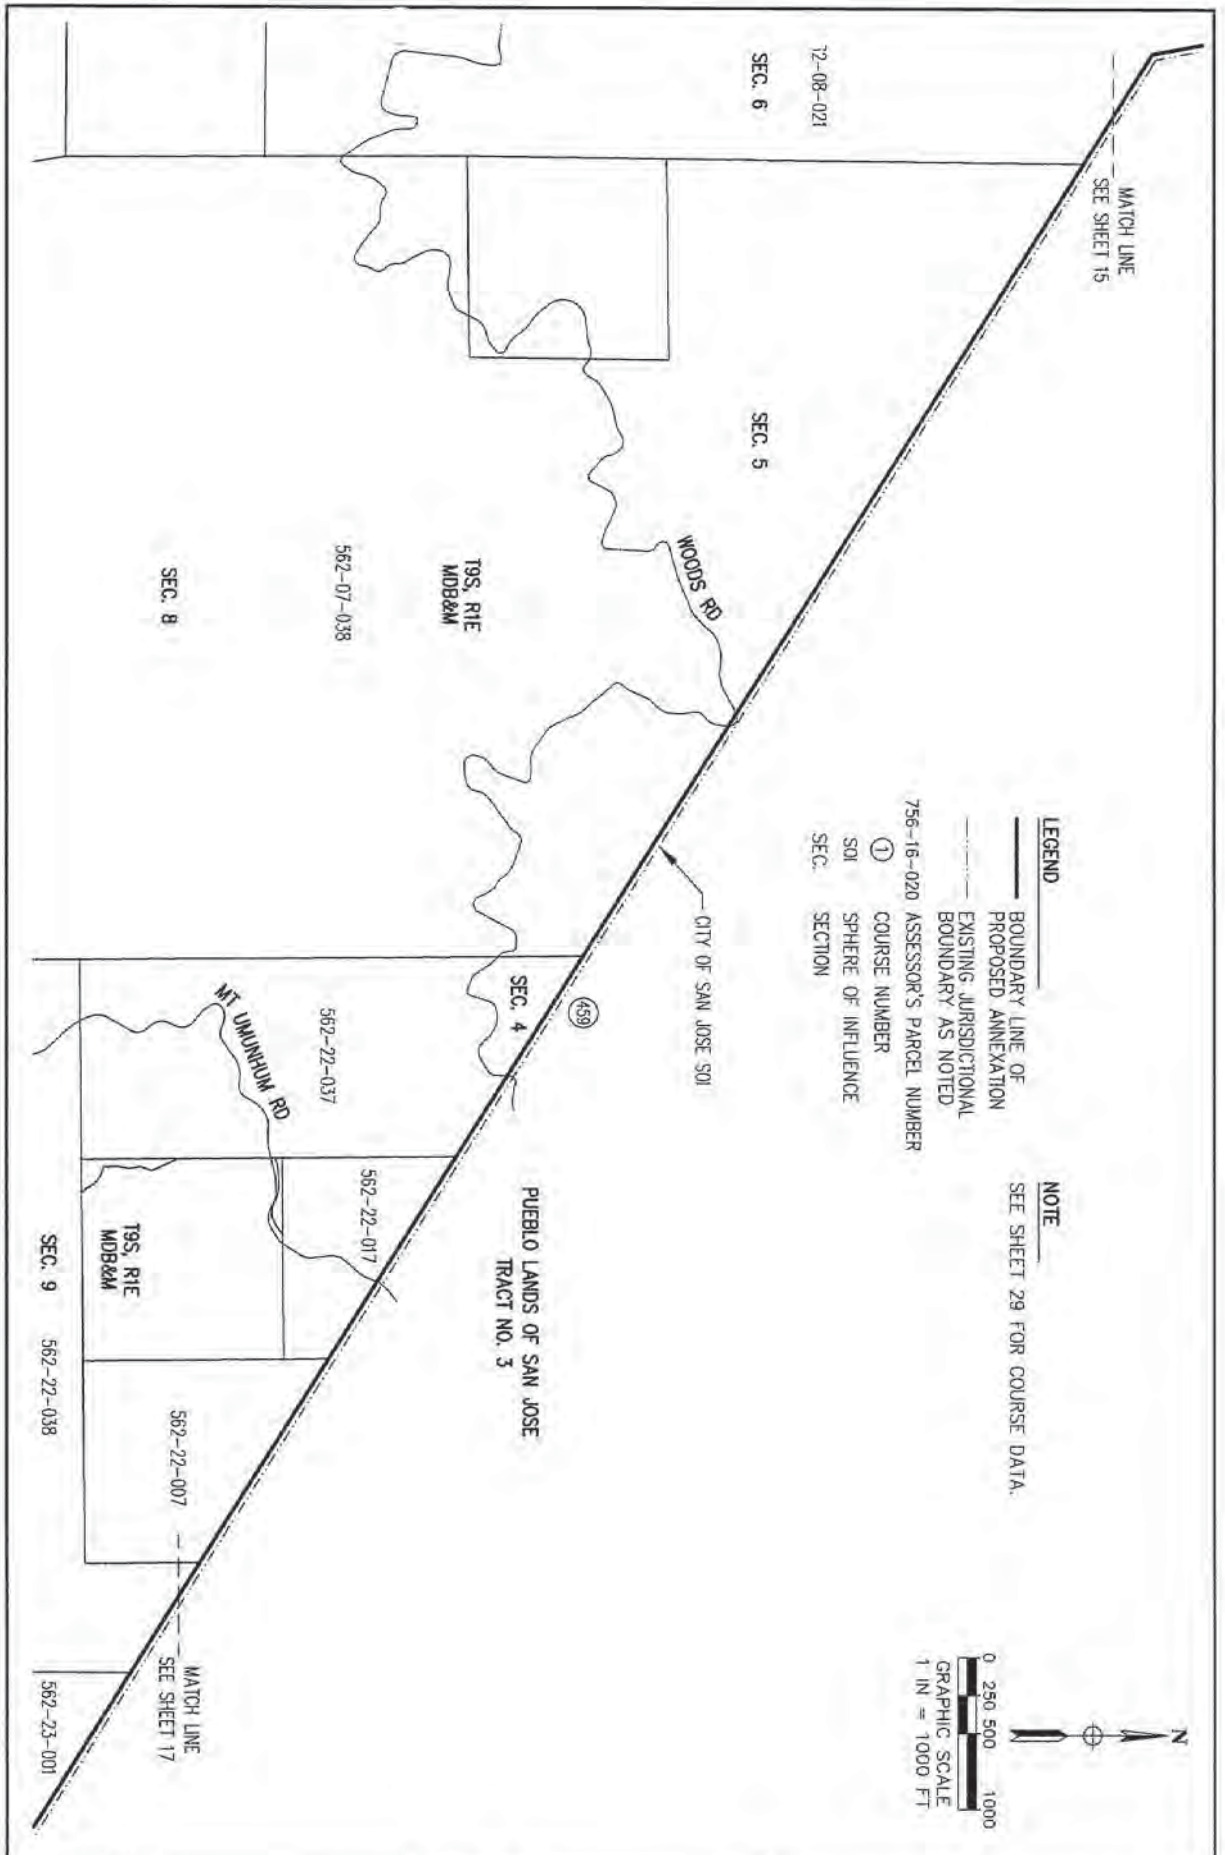 MATCH LINE
SEE SHEET 15
12-08-021
SEC. 6
SEC. 5
WOODS RD
T9S, R1E
MDB&M
562-07-038
SEC. 8
LEGEND
BOUNDARY LINE OF
PROPOSED ANNEXATION
EXISTING JURISDICTIONAL
BOUNDARY AS NOTED
756-16-020 ASSESSOR'S PARCEL NUMBER
1 COURSE NUMBER
SOI SPHERE OF INFLUENCE
SEC. SECTION
NOTE
SEE SHEET 29 FOR COURSE DATA.
CITY OF SAN JOSE SOI
459
SEC. 4
562-22-037
MT UMUNHUM RD
562-22-017
PUEBLO LANDS OF SAN JOSE
TRACT NO. 3
T9S, R1E
MDB&M
SEC. 9
562-22-038
562-22-007
MATCH LINE
SEE SHEET 17
562-23-001
N
0 250 500 1000
GRAPHIC SCALE
1 IN = 1000 FT